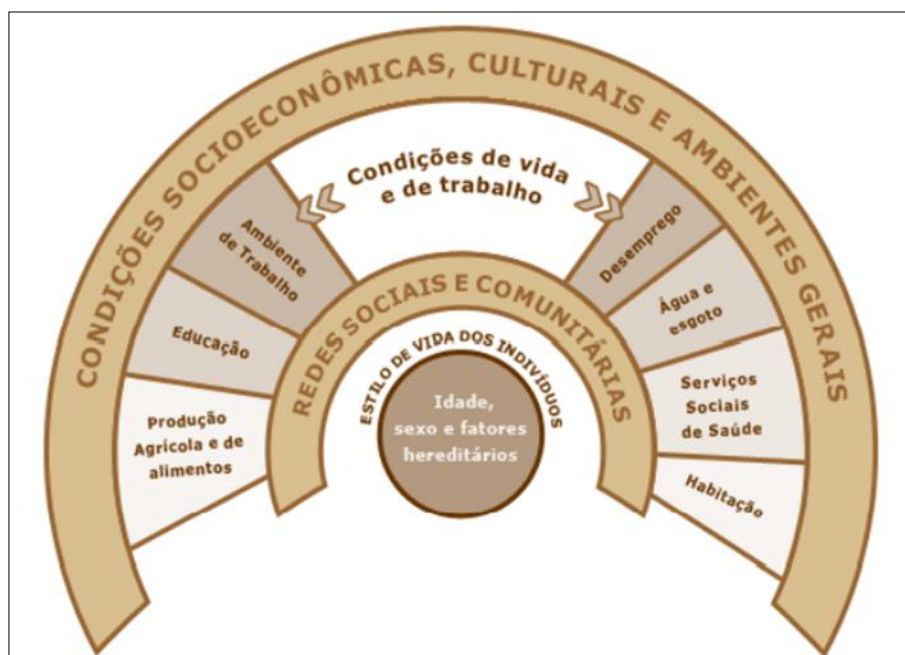 CONDIÇÕES SOCIOECONÔMICAS, CULTURAIS E AMBIENTES GERAIS
Condições de vida
e de trabalho
Ambiente
de Trabalho
Educação
Produção
Agrícola e de
alimentos
Desemprego
Água e
esgoto
Serviços
Sociais
de Saúde
Habitação
REDES SOCIAIS E COMUNITÁRIAS
ESTILO DE VIDA DOS INDIVÍDUOS
Idade,
sexo e fatores
hereditários